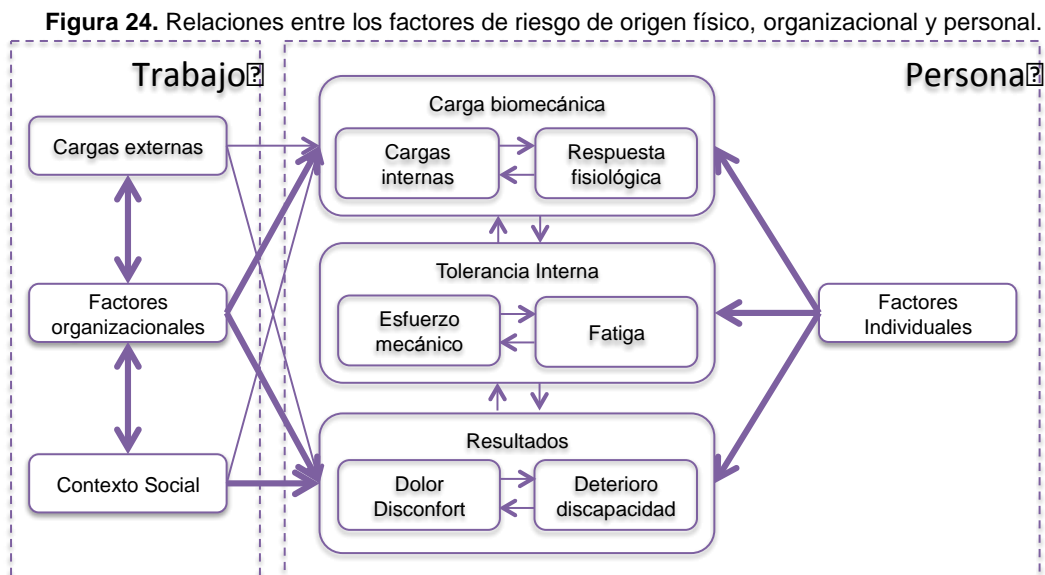 Figura 24. Relaciones entre los factores de riesgo de origen físico, organizacional y personal.
Trabajo⍰
Persona⍰
Cargas externas
Factores
organizacionales
Contexto Social
Carga biomecánica
Cargas
internas
Respuesta
fisiológica
Tolerancia Interna
Esfuerzo
mecánico
Fatiga
Resultados
Dolor
Disconfort
Deterioro
discapacidad
Factores
Individuales